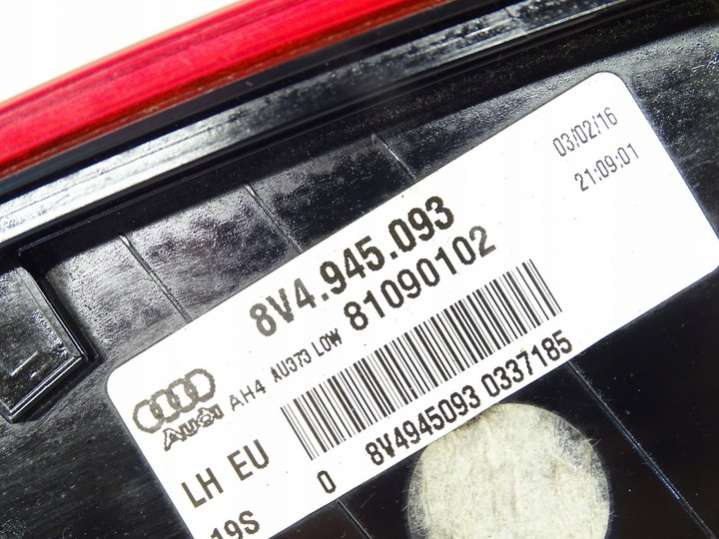 03/02/16
21:09:01
8V4.945.093
81090102
Audi
AH4 AU373 LOW
0 8V4945093 0337185
LH EU
19S